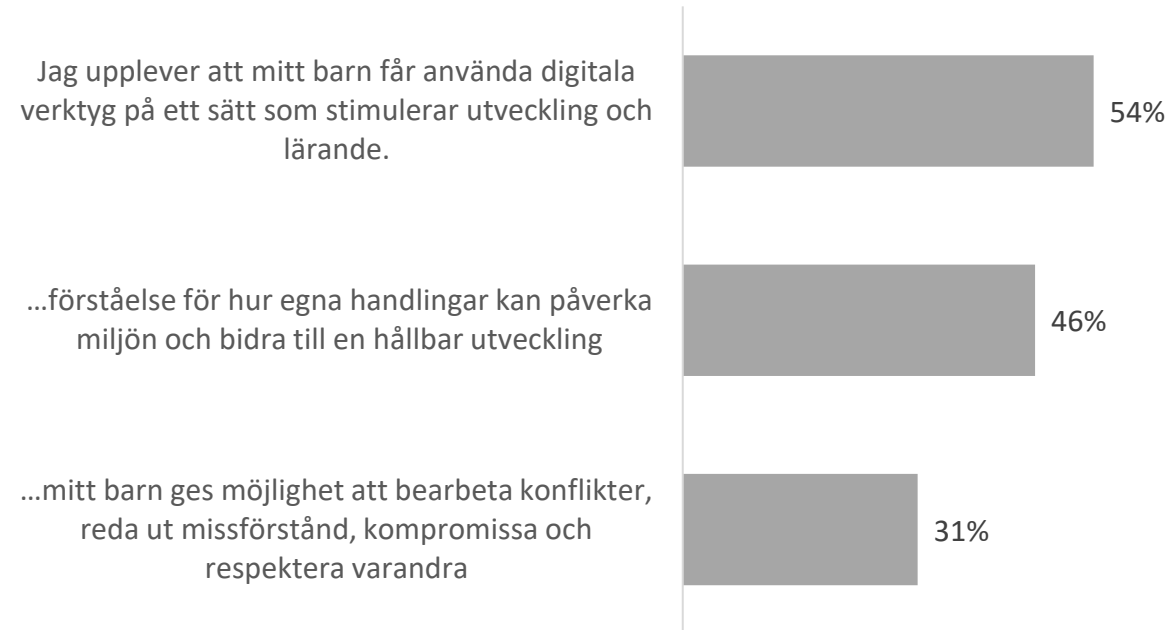 Jag upplever att mitt barn får använda digitala
verktyg på ett sätt som stimulerar utveckling och
lärande.
54%
…förståelse för hur egna handlingar kan påverka
miljön och bidra till en hållbar utveckling
46%
…mitt barn ges möjlighet att bearbeta konflikter,
reda ut missförstånd, kompromissa och
respektera varandra
31%